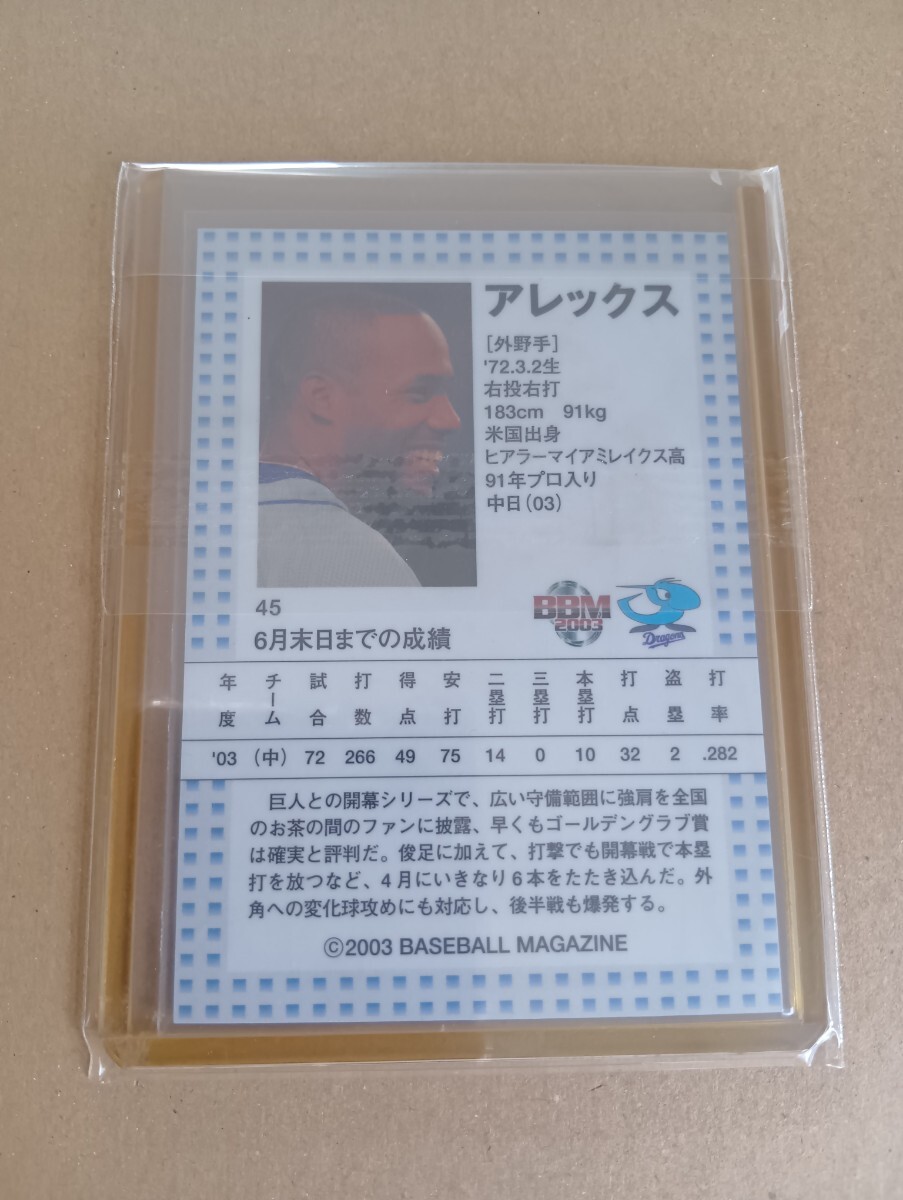 アレックス
［外野手］
'72.3.2生
右投右打
183cm 91kg
米国出身
ヒアラーマイアミレイクス高
91年プロ入り
中日（03）
45
BBM
2003
Dragons
6月末日までの成績
年度 チーム 試合 打数 得点 安打 二塁打 三塁打 本塁打 打点 盗塁 打率
'03 （中） 72 266 49 75 14 0 10 32 2 .282
巨人との開幕シリーズで、広い守備範囲に強肩を全国
のお茶の間のファンに披露、早くもゴールデングラブ賞
は確実と評判だ。俊足に加えて、打撃でも開幕戦で本塁
打を放つなど、4月にいきなり6本をたたき込んだ。外
角への変化球攻めにも対応し、後半戦も爆発する。
©2003 BASEBALL MAGAZINE